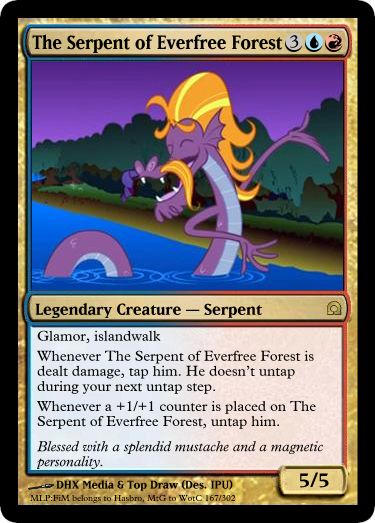 The Serpent of Everfree Forest 3
Legendary Creature — Serpent
Glamor, islandwalk
Whenever The Serpent of Everfree Forest is
dealt damage, tap him. He doesn't untap
during your next untap step.
Whenever a +1/+1 counter is placed on The
Serpent of Everfree Forest, untap him.
Blessed with a splendid mustache and a magnetic
personality.
DHX Media & Top Draw (Des. IPU)
5/5
MLP:FiM belongs to Hasbro, MtG to WotC 167/302